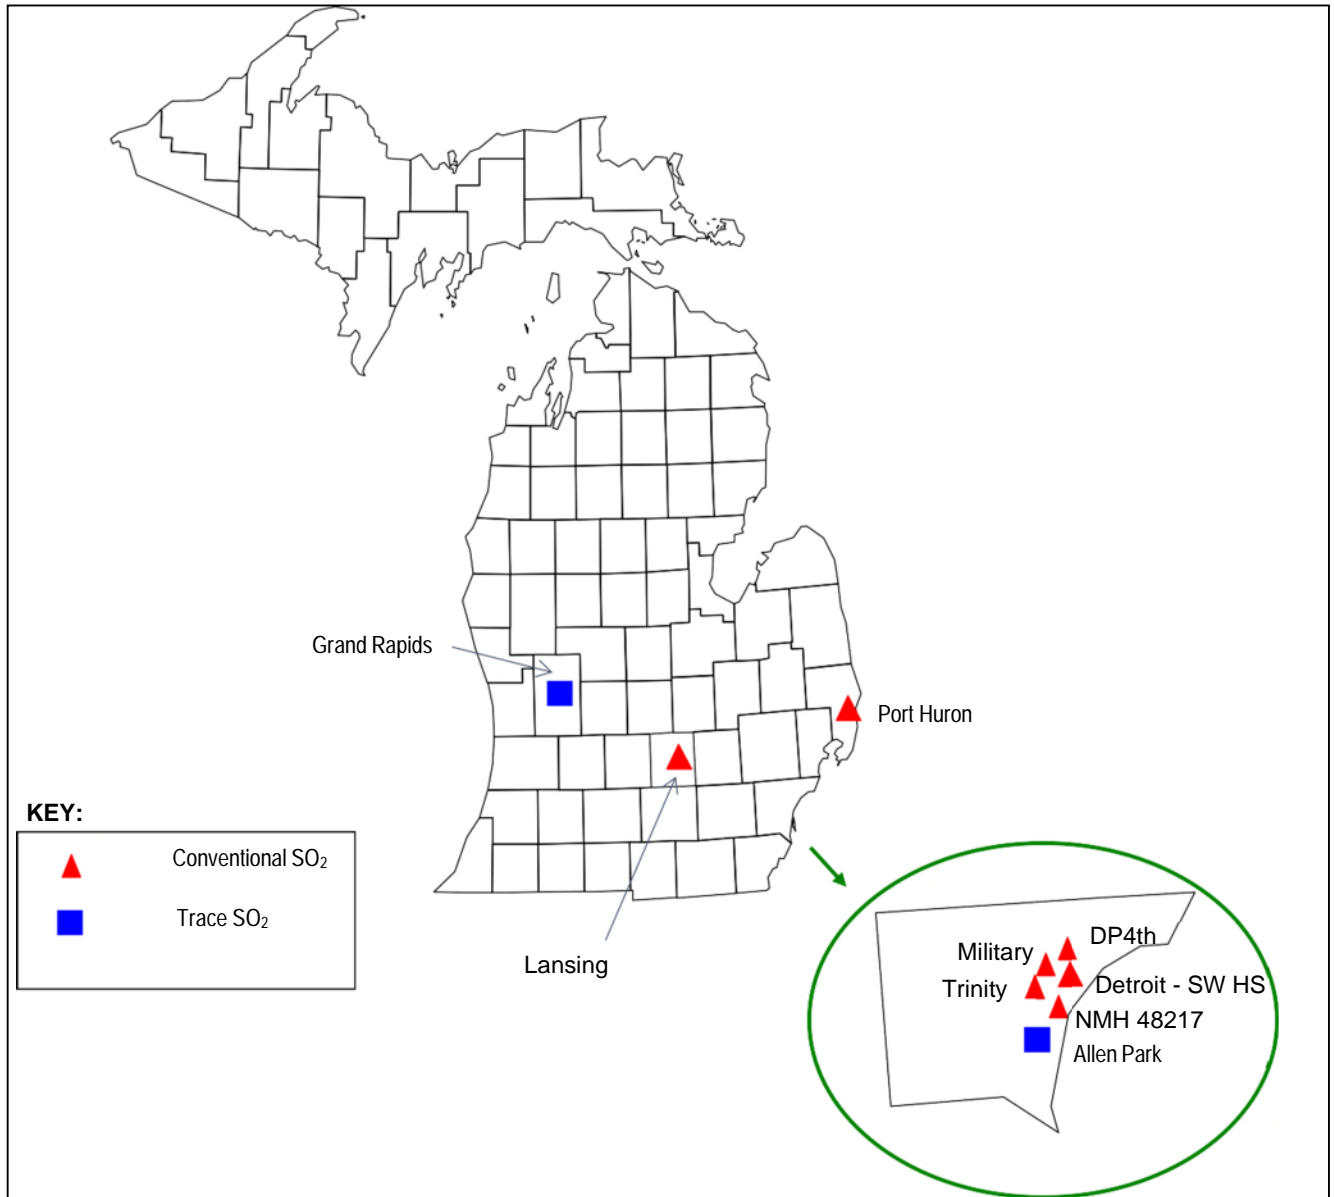 Grand Rapids
Port Huron
KEY:
Conventional SO₂
Trace SO₂
Lansing
DP4th
Military
Trinity
Detroit - SW HS
NMH 48217
Allen Park